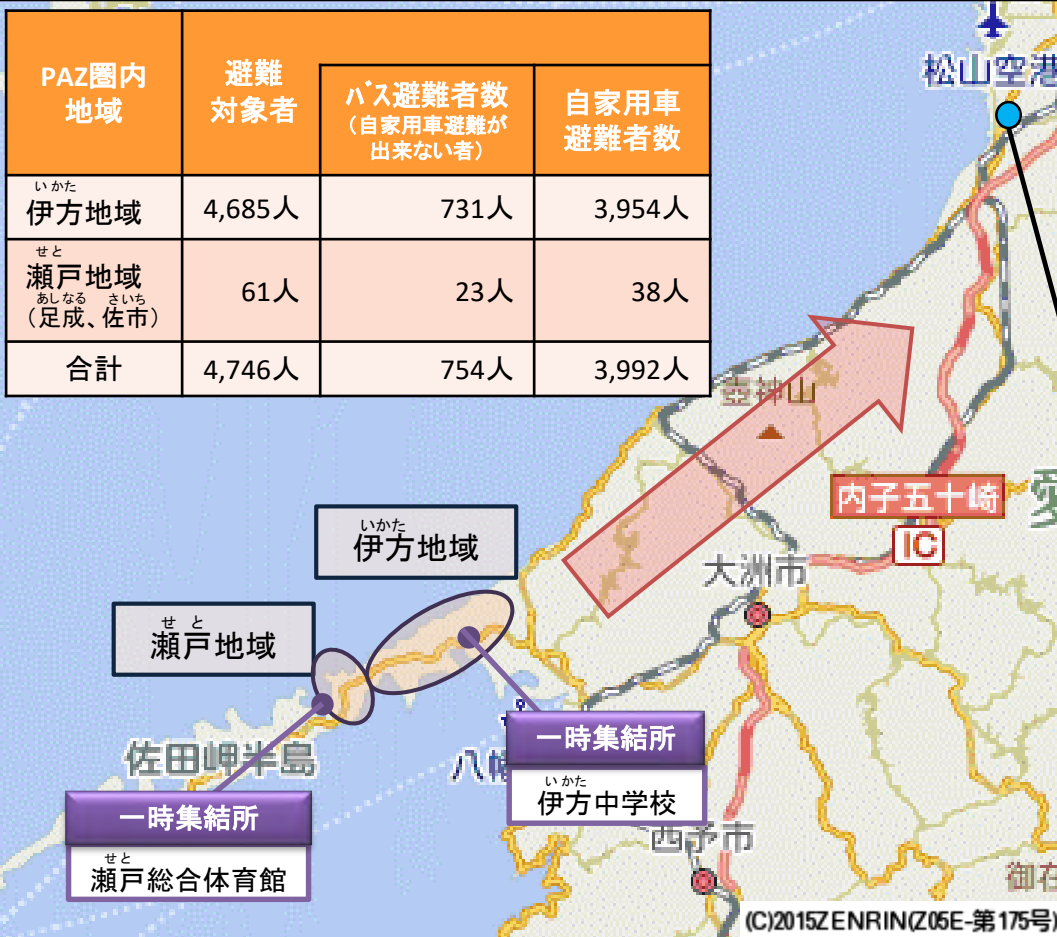 PAZ圏内
地域
避難
対象者
バス避難者数
（自家用車避難が
出来ない者）
自家用車
避難者数
いかた
伊方地域
4,685人
731人
3,954人
せと
瀬戸地域
あしなる さいち
（足成、佐市）
61人
23人
38人
合計
4,746人
754人
3,992人
松山空港
壺神山
内子五十崎
IC
愛
いかた
伊方地域
大洲市
せと
瀬戸地域
佐田岬半島
八幡
一時集結所
いかた
伊方中学校
一時集結所
せと
瀬戸総合体育館
西予市
御在
(C)2015ZENRIN(Z05E-第175号)